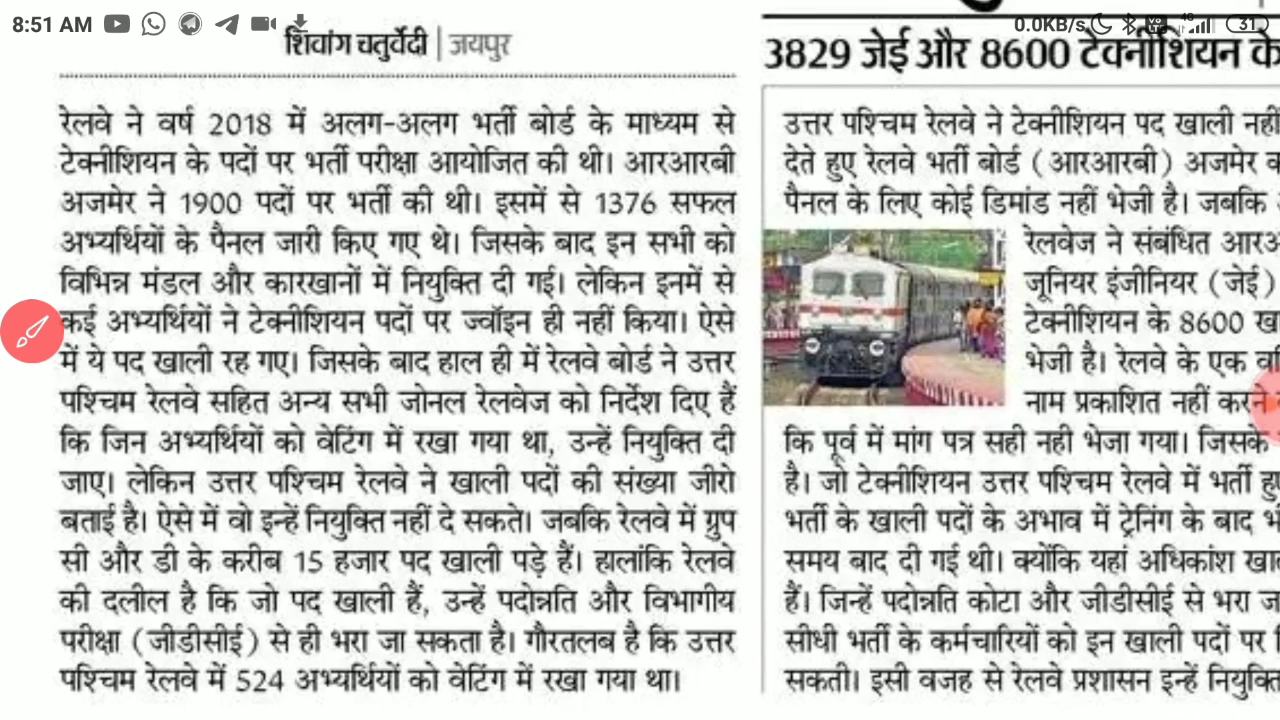 8:51 AM
0.0KB/s
4G
31
शिवांग चतुर्वेदी | जयपुर
रेलवे ने वर्ष 2018 में अलग-अलग भर्ती बोर्ड के माध्यम से
टेक्नीशियन के पदों पर भर्ती परीक्षा आयोजित की थी। आरआरबी
अजमेर ने 1900 पदों पर भर्ती की थी। इसमें से 1376 सफल
अभ्यर्थियों के पैनल जारी किए गए थे। जिसके बाद इन सभी को
विभिन्न मंडल और कारखानों में नियुक्ति दी गई। लेकिन इनमें से
कई अभ्यर्थियों ने टेक्नीशियन पदों पर ज्वॉइन ही नहीं किया। ऐसे
में ये पद खाली रह गए। जिसके बाद हाल ही में रेलवे बोर्ड ने उत्तर
पश्चिम रेलवे सहित अन्य सभी जोनल रेलवेज को निर्देश दिए हैं
कि जिन अभ्यर्थियों को वेटिंग में रखा गया था, उन्हें नियुक्ति दी
जाए। लेकिन उत्तर पश्चिम रेलवे ने खाली पदों की संख्या जीरो
बताई है। ऐसे में वो इन्हें नियुक्ति नहीं दे सकते। जबकि रेलवे में ग्रुप
सी और डी के करीब 15 हजार पद खाली पड़े हैं। हालांकि रेलवे
की दलील है कि जो पद खाली हैं, उन्हें पदोन्नति और विभागीय
परीक्षा (जीडीसीई) से ही भरा जा सकता है। गौरतलब है कि उत्तर
पश्चिम रेलवे में 524 अभ्यर्थियों को वेटिंग में रखा गया था।
3829 जेई और 8600 टेक्नीशियन के
उत्तर पश्चिम रेलवे ने टेक्नीशियन पद खाली नहीं
देते हुए रेलवे भर्ती बोर्ड (आरआरबी) अजमेर
पैनल के लिए कोई डिमांड नहीं भेजी है। जबकि
रेलवेज ने संबंधित
जूनियर इंजीनियर (जेई)
टेक्नीशियन के 8600
भेजी है। रेलवे के एक
नाम प्रकाशित नहीं करने
कि पूर्व में मांग पत्र सही नही भेजा गया। जिसके
है। जो टेक्नीशियन उत्तर पश्चिम रेलवे में भर्ती
भर्ती के खाली पदों के अभाव में ट्रेनिंग के बाद
समय बाद दी गई थी। क्योंकि यहां अधिकांश
हैं। जिन्हें पदोन्नति कोटा और जीडीसीई से भरा
सीधी भर्ती के कर्मचारियों को इन खाली पदों पर
सकती। इसी वजह से रेलवे प्रशासन इन्हें